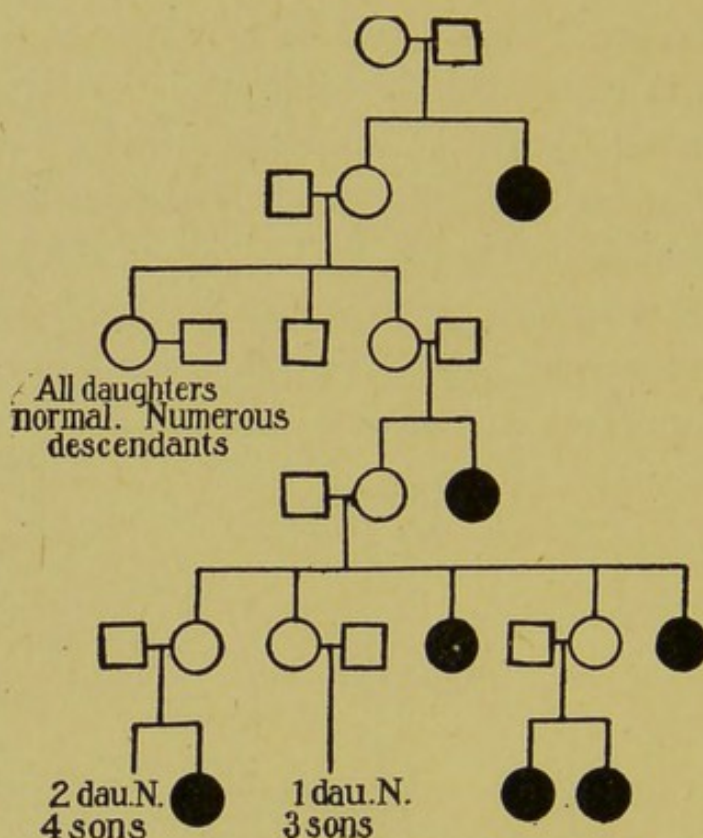 All daughters
normal. Numerous
descendants
2 dau.N.
4 sons
1 dau.N.
3 sons